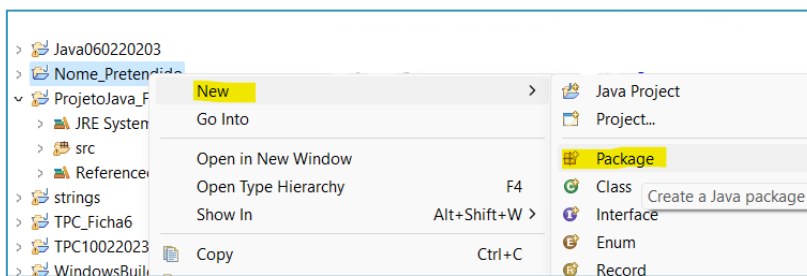 Java060220203
Nome_Pretendido
New
Java Project
ProjetoJava_F
Go Into
Project...
JRE System
src
Open in New Window
Package
Reference
Open Type Hierarchy F4
Class
Create a Java package
strings
Show In Alt+Shift+W
Interface
TPC_Ficha6
TPC10022023
Copy Ctrl+C
Enum
WindowsBuil
Record